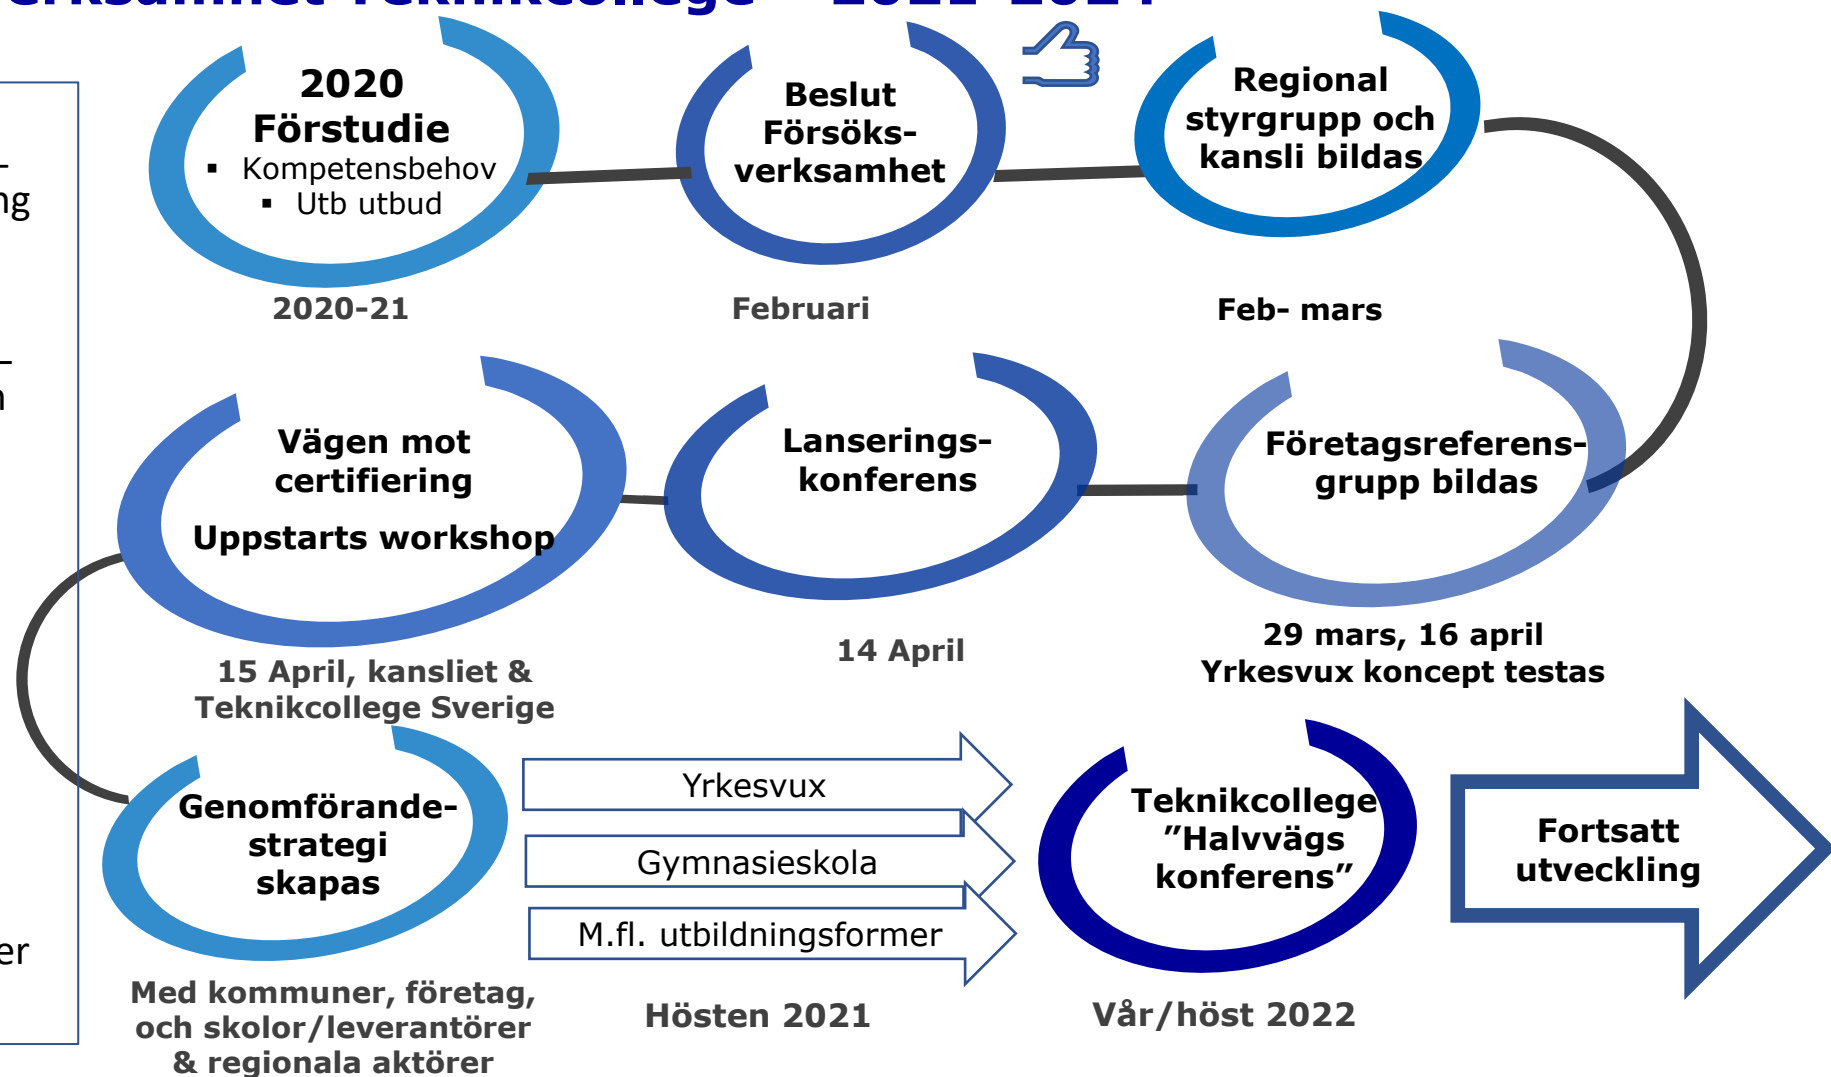 Teknikcollege
2020
Förstudie
▪ Kompetensbehov
▪ Utb utbud
2020-21
Beslut
Försöks-
verksamhet
Februari
Regional
styrgrupp och
kansli bildas
Feb- mars
Företagsreferens-
grupp bildas
29 mars, 16 april
Yrkesvux koncept testas
Lanserings-
konferens
14 April
Vägen mot
certifiering
Uppstarts workshop
15 April, kansliet &
Teknikcollege Sverige
Genomförande-
strategi
skapas
Med kommuner, företag,
och skolor/leverantörer
& regionala aktörer
Yrkesvux
Gymnasieskola
M.fl. utbildningsformer
Hösten 2021
Teknikcollege
”Halvvägs
konferens”
Vår/höst 2022
Fortsatt
utveckling